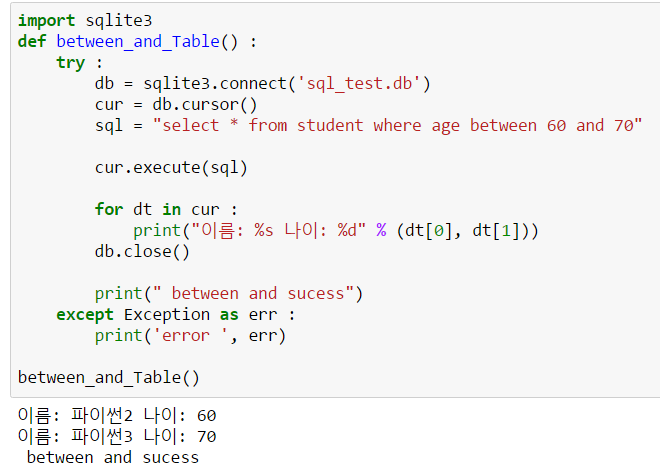 import sqlite3
def between_and_Table() :
    try :
        db = sqlite3.connect('sql_test.db')
        cur = db.cursor()
        sql = "select * from student where age between 60 and 70"

        cur.execute(sql)

        for dt in cur :
            print("이름: %s 나이: %d" % (dt[0], dt[1]))
        db.close()

        print(" between and sucess")
    except Exception as err :
        print('error ', err)

between_and_Table()
이름: 파이썬2 나이: 60
이름: 파이썬3 나이: 70
 between and sucess